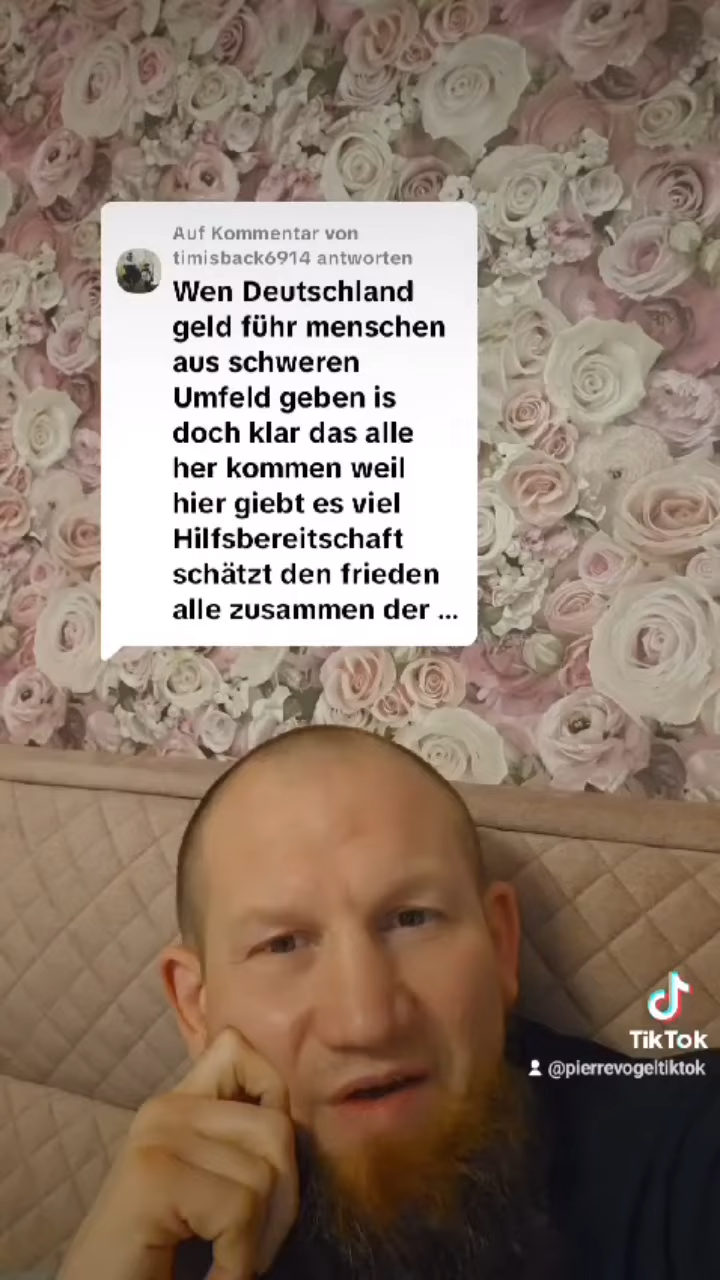 Auf Kommentar von
timisback6914 antworten
Wen Deutschland
geld führ menschen
aus schweren
Umfeld geben is
doch klar das alle
her kommen weil
hier giebt es viel
Hilfsbereitschaft
schätzt den frieden
alle zusammen der ...
TikTok
@pierrevogeltiktok